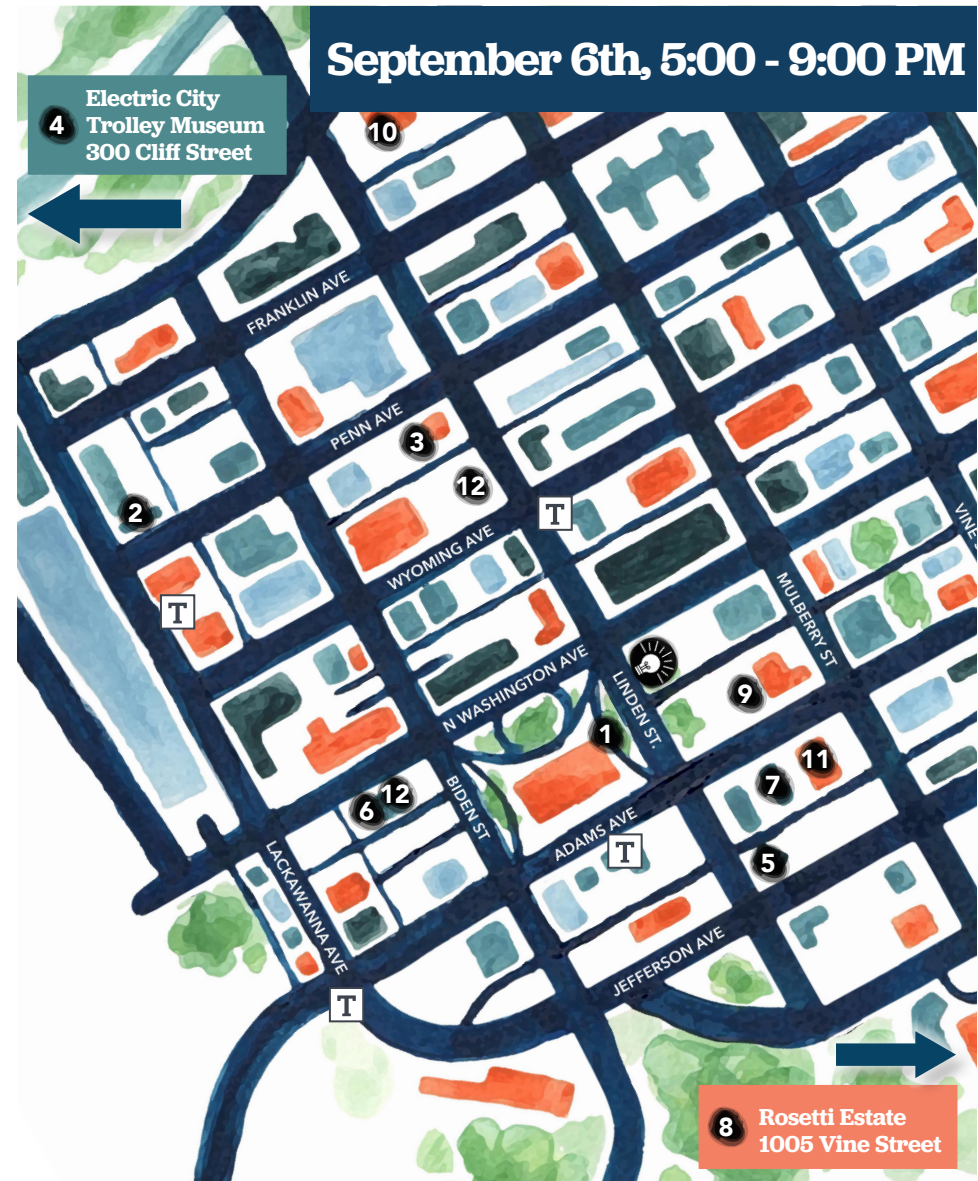 September 6th, 5:00 - 9:00 PM
4
Electric City
Trolley Museum
300 Cliff Street
10
FRANKLIN AVE
PENN AVE
3
12
2
T
WYOMING AVE
VINE
T
MULBERRY ST
N WASHINGTON AVE
LINDEN ST.
9
1
11
7
BIDEN ST
12
6
ADAMS AVE
T
5
LACKAWANNA AVE
JEFFERSON AVE
T
8
Rosetti Estate
1005 Vine Street